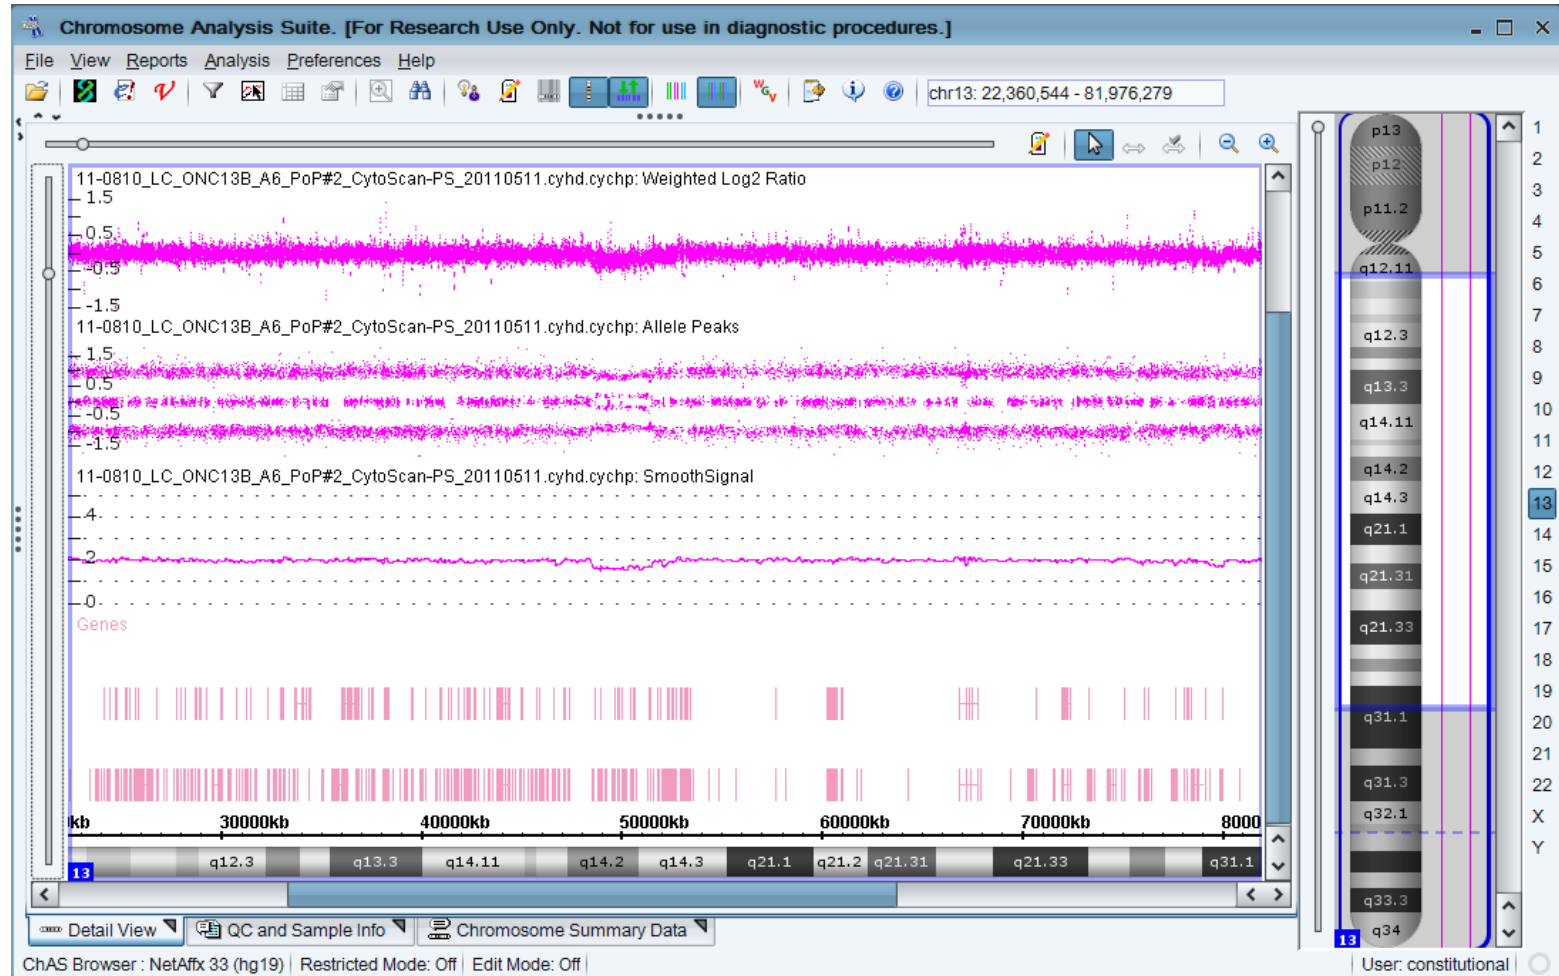 Chromosome Analysis Suite. [For Research Use Only. Not for use in diagnostic procedures.]
File View Reports Analysis Preferences Help
WGV chr13: 22,360,544 - 81,976,279
11-0810_LC_ONC13B_A6_PoP#2_CytoScan-PS_20110511.cyhd.cychp: Weighted Log2 Ratio
1.5
0.5
-0.5
-1.5
11-0810_LC_ONC13B_A6_PoP#2_CytoScan-PS_20110511.cyhd.cychp: Allele Peaks
1.5
0.5
-0.5
-1.5
11-0810_LC_ONC13B_A6_PoP#2_CytoScan-PS_20110511.cyhd.cychp: SmoothSignal
4
2
0
Genes
kb 30000kb 40000kb 50000kb 60000kb 70000kb 8000
13 q12.3 q13.3 q14.11 q14.2 q14.3 q21.1 q21.2 q21.31 q21.33 q31.1
p13
p12
p11.2
q12.11
q12.3
q13.3
q14.11
q14.2
q14.3
q21.1
q21.31
q21.33
q31.1
q31.3
q32.1
q33.3
q34
13
1
2
3
4
5
6
7
8
9
10
11
12
13
14
15
16
17
18
19
20
21
22
X
Y
Detail View QC and Sample Info Chromosome Summary Data
ChAS Browser : NetAffx 33 (hg19) Restricted Mode: Off Edit Mode: Off User: constitutional